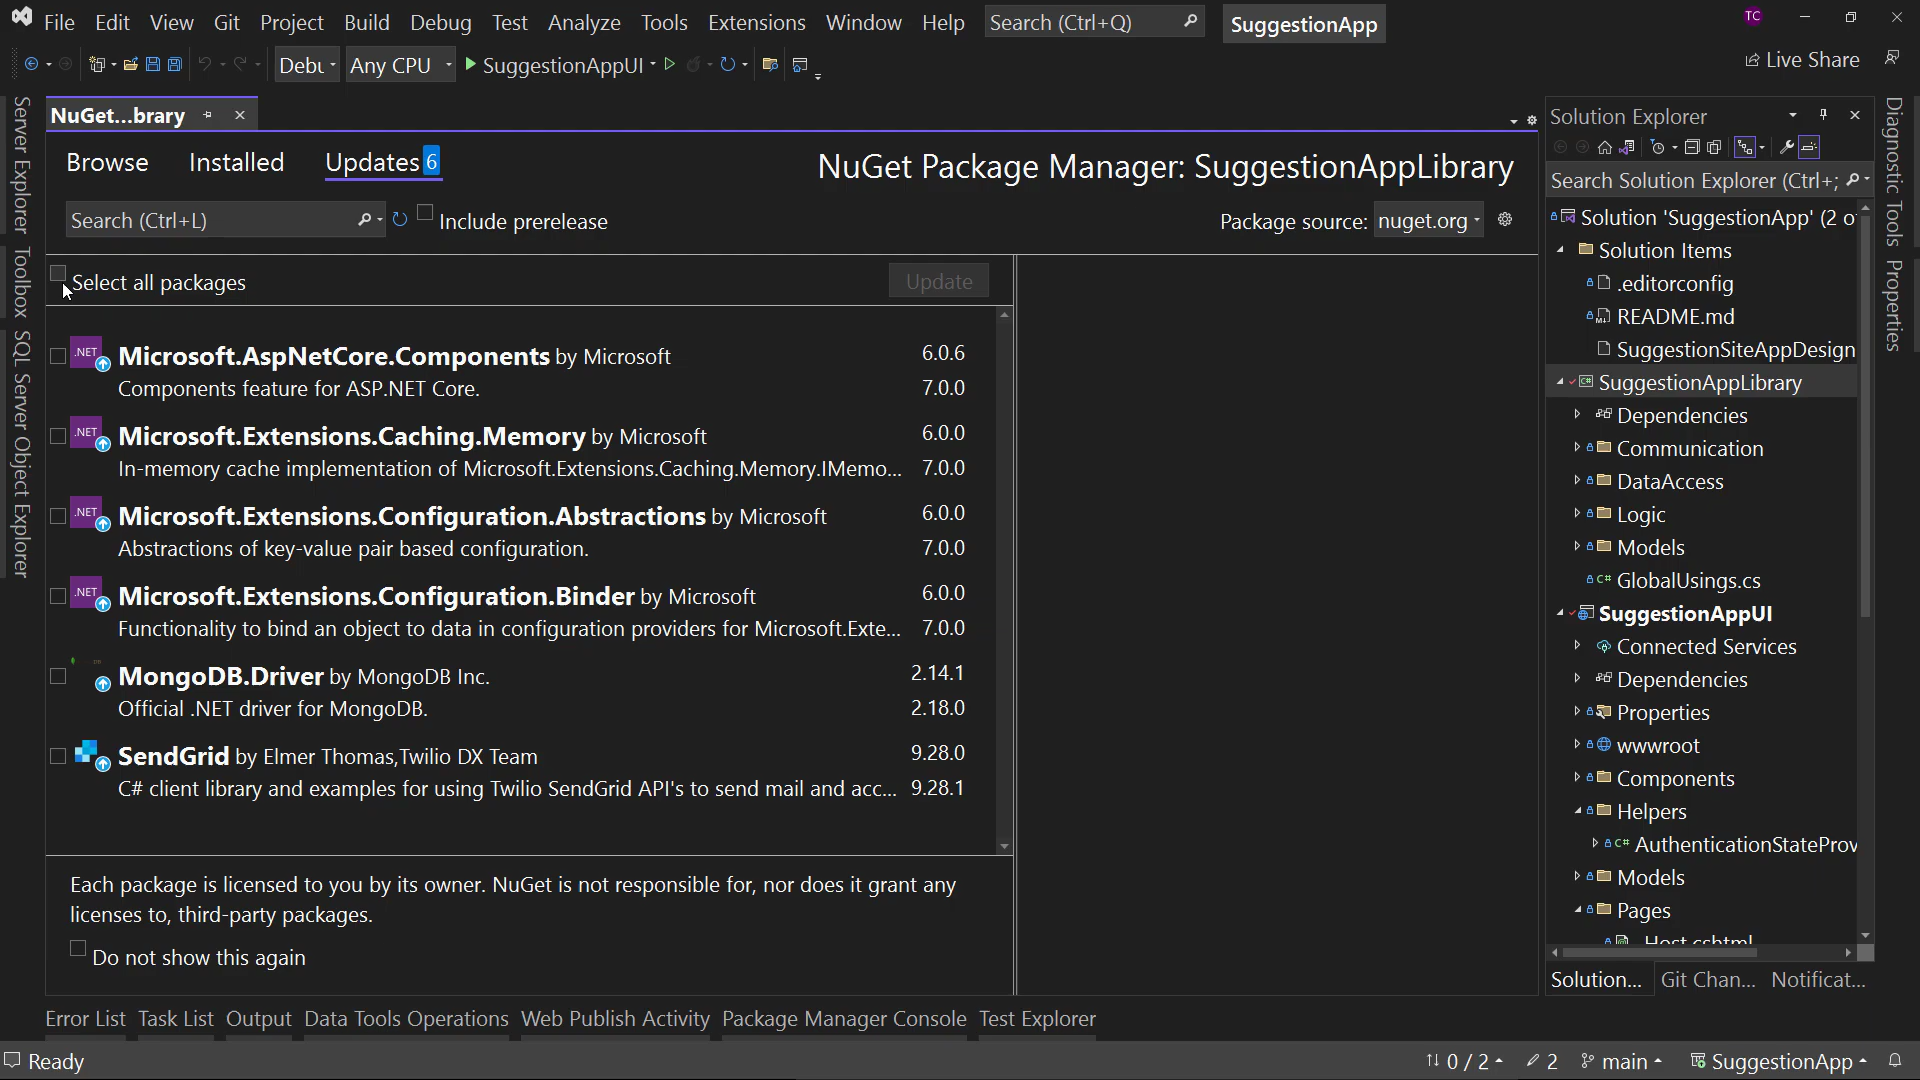 File Edit View Git Project Build Debug Test Analyze Tools Extensions Window Help Search (Ctrl+Q) SuggestionApp TC
Debu Any CPU SuggestionAppUI Live Share
NuGet...brary
Browse Installed Updates 6 NuGet Package Manager: SuggestionAppLibrary
Search (Ctrl+L) Include prerelease Package source: nuget.org
Select all packages Update
.NET Microsoft.AspNetCore.Components by Microsoft 6.0.6
Components feature for ASP.NET Core. 7.0.0
.NET Microsoft.Extensions.Caching.Memory by Microsoft 6.0.0
In-memory cache implementation of Microsoft.Extensions.Caching.Memory.IMemo... 7.0.0
.NET Microsoft.Extensions.Configuration.Abstractions by Microsoft 6.0.0
Abstractions of key-value pair based configuration. 7.0.0
.NET Microsoft.Extensions.Configuration.Binder by Microsoft 6.0.0
Functionality to bind an object to data in configuration providers for Microsoft.Exte... 7.0.0
MongoDB.Driver by MongoDB Inc. 2.14.1
Official .NET driver for MongoDB. 2.18.0
SendGrid by Elmer Thomas,Twilio DX Team 9.28.0
C# client library and examples for using Twilio SendGrid API's to send mail and acc... 9.28.1
Each package is licensed to you by its owner. NuGet is not responsible for, nor does it grant any
licenses to, third-party packages.
Do not show this again
Server Explorer
Toolbox
SQL Server Object Explorer
Solution Explorer
Search Solution Explorer (Ctrl+;
Solution 'SuggestionApp' (2 o
Solution Items
.editorconfig
README.md
SuggestionSiteAppDesign
C# SuggestionAppLibrary
Dependencies
Communication
DataAccess
Logic
Models
C# GlobalUsings.cs
SuggestionAppUI
Connected Services
Dependencies
Properties
wwwroot
Components
Helpers
C# AuthenticationStateProv
Models
Pages
_Host.cshtml
Solution... Git Chan... Notificat...
Diagnostic Tools
Properties
Error List Task List Output Data Tools Operations Web Publish Activity Package Manager Console Test Explorer
Ready 0 / 2 2 main SuggestionApp